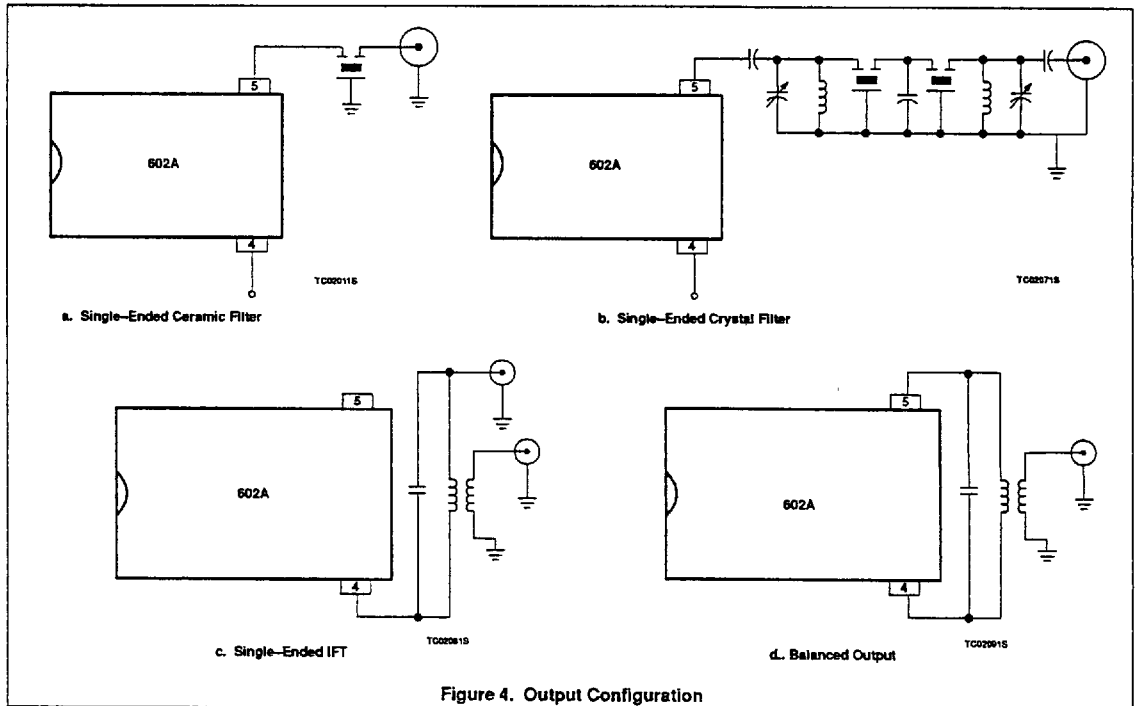 5
602A
4
TC02011S
a. Single–Ended Ceramic Filter
5
602A
4
TC02071S
b. Single–Ended Crystal Filter
5
602A
4
TC02081S
c. Single–Ended IFT
5
602A
4
TC02091S
d. Balanced Output
Figure 4. Output Configuration